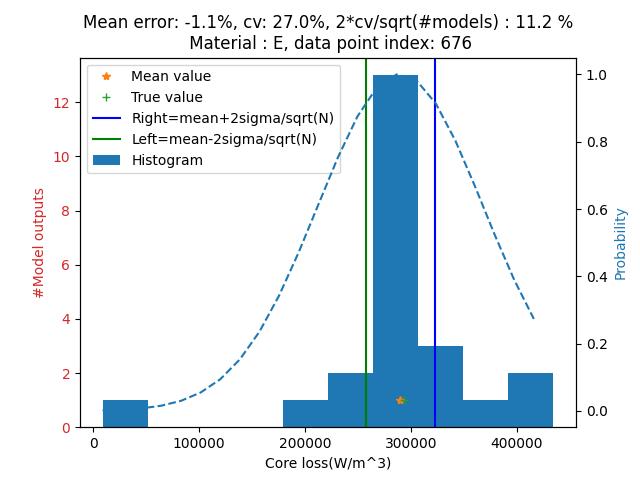 Mean error: -1.1%, cv: 27.0%, 2*cv/sqrt(#models) : 11.2 %
Material : E, data point index: 676
Mean value
True value
Right=mean+2sigma/sqrt(N)
Left=mean-2sigma/sqrt(N)
Histogram
#Model outputs
12
10
8
6
4
2
0
1.0
0.8
0.6
0.4
0.2
0.0
Probability
0 100000 200000 300000 400000
Core loss(W/m^3)